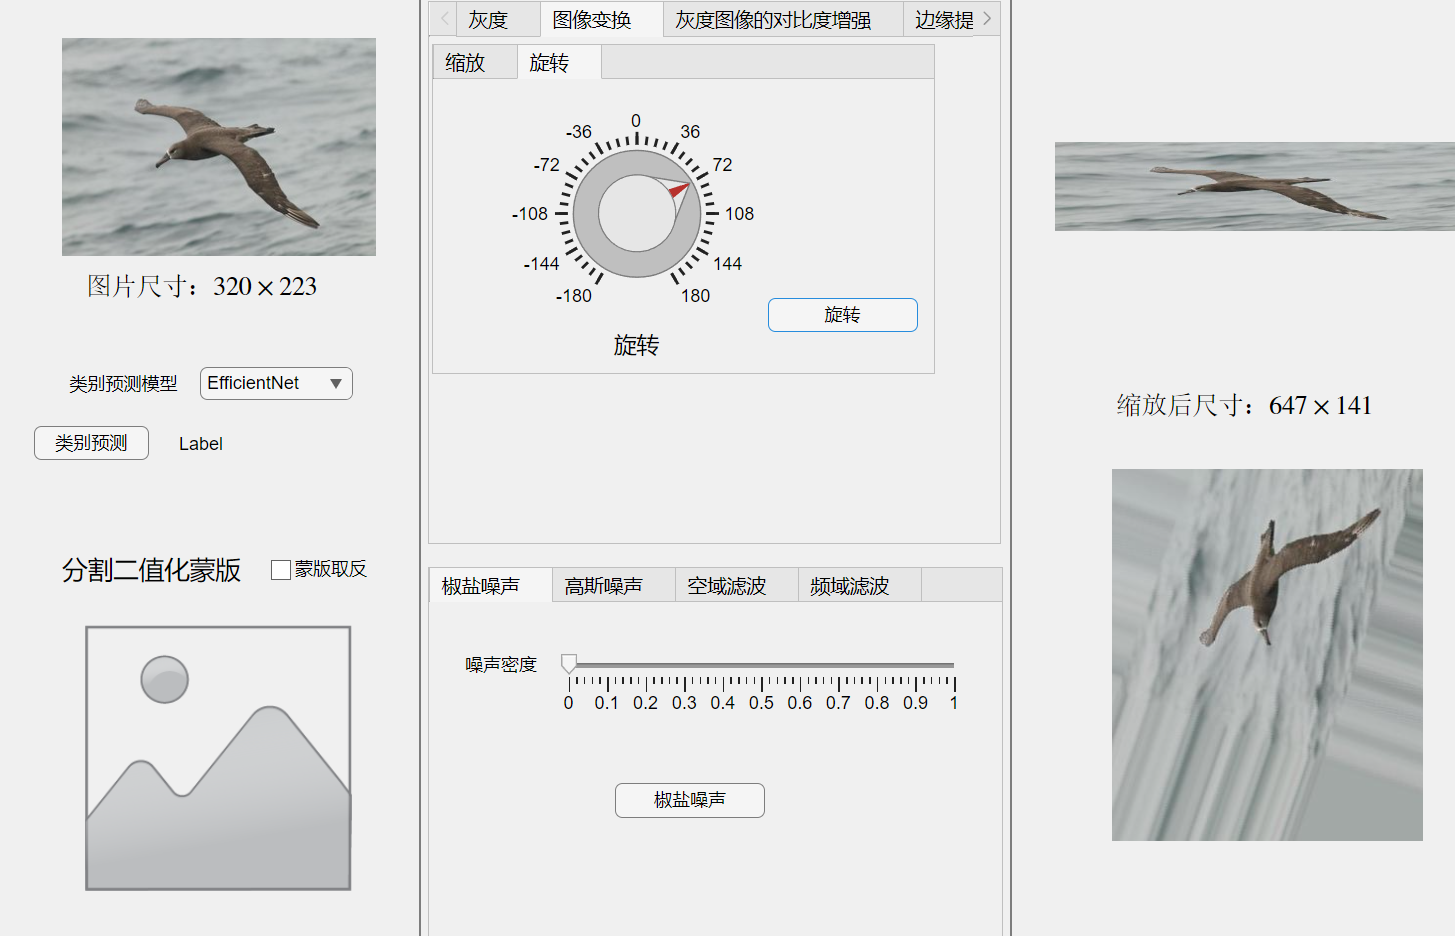 图片尺寸：320 × 223
类别预测模型 EfficientNet
类别预测 Label
分割二值化蒙版 蒙版取反
灰度 图像变换 灰度图像的对比度增强 边缘提
缩放 旋转
0
-36 36
-72 72
-108 108
-144 144
-180 180
旋转
旋转
椒盐噪声 高斯噪声 空域滤波 频域滤波
噪声密度
0 0.1 0.2 0.3 0.4 0.5 0.6 0.7 0.8 0.9 1
椒盐噪声
缩放后尺寸：647 × 141